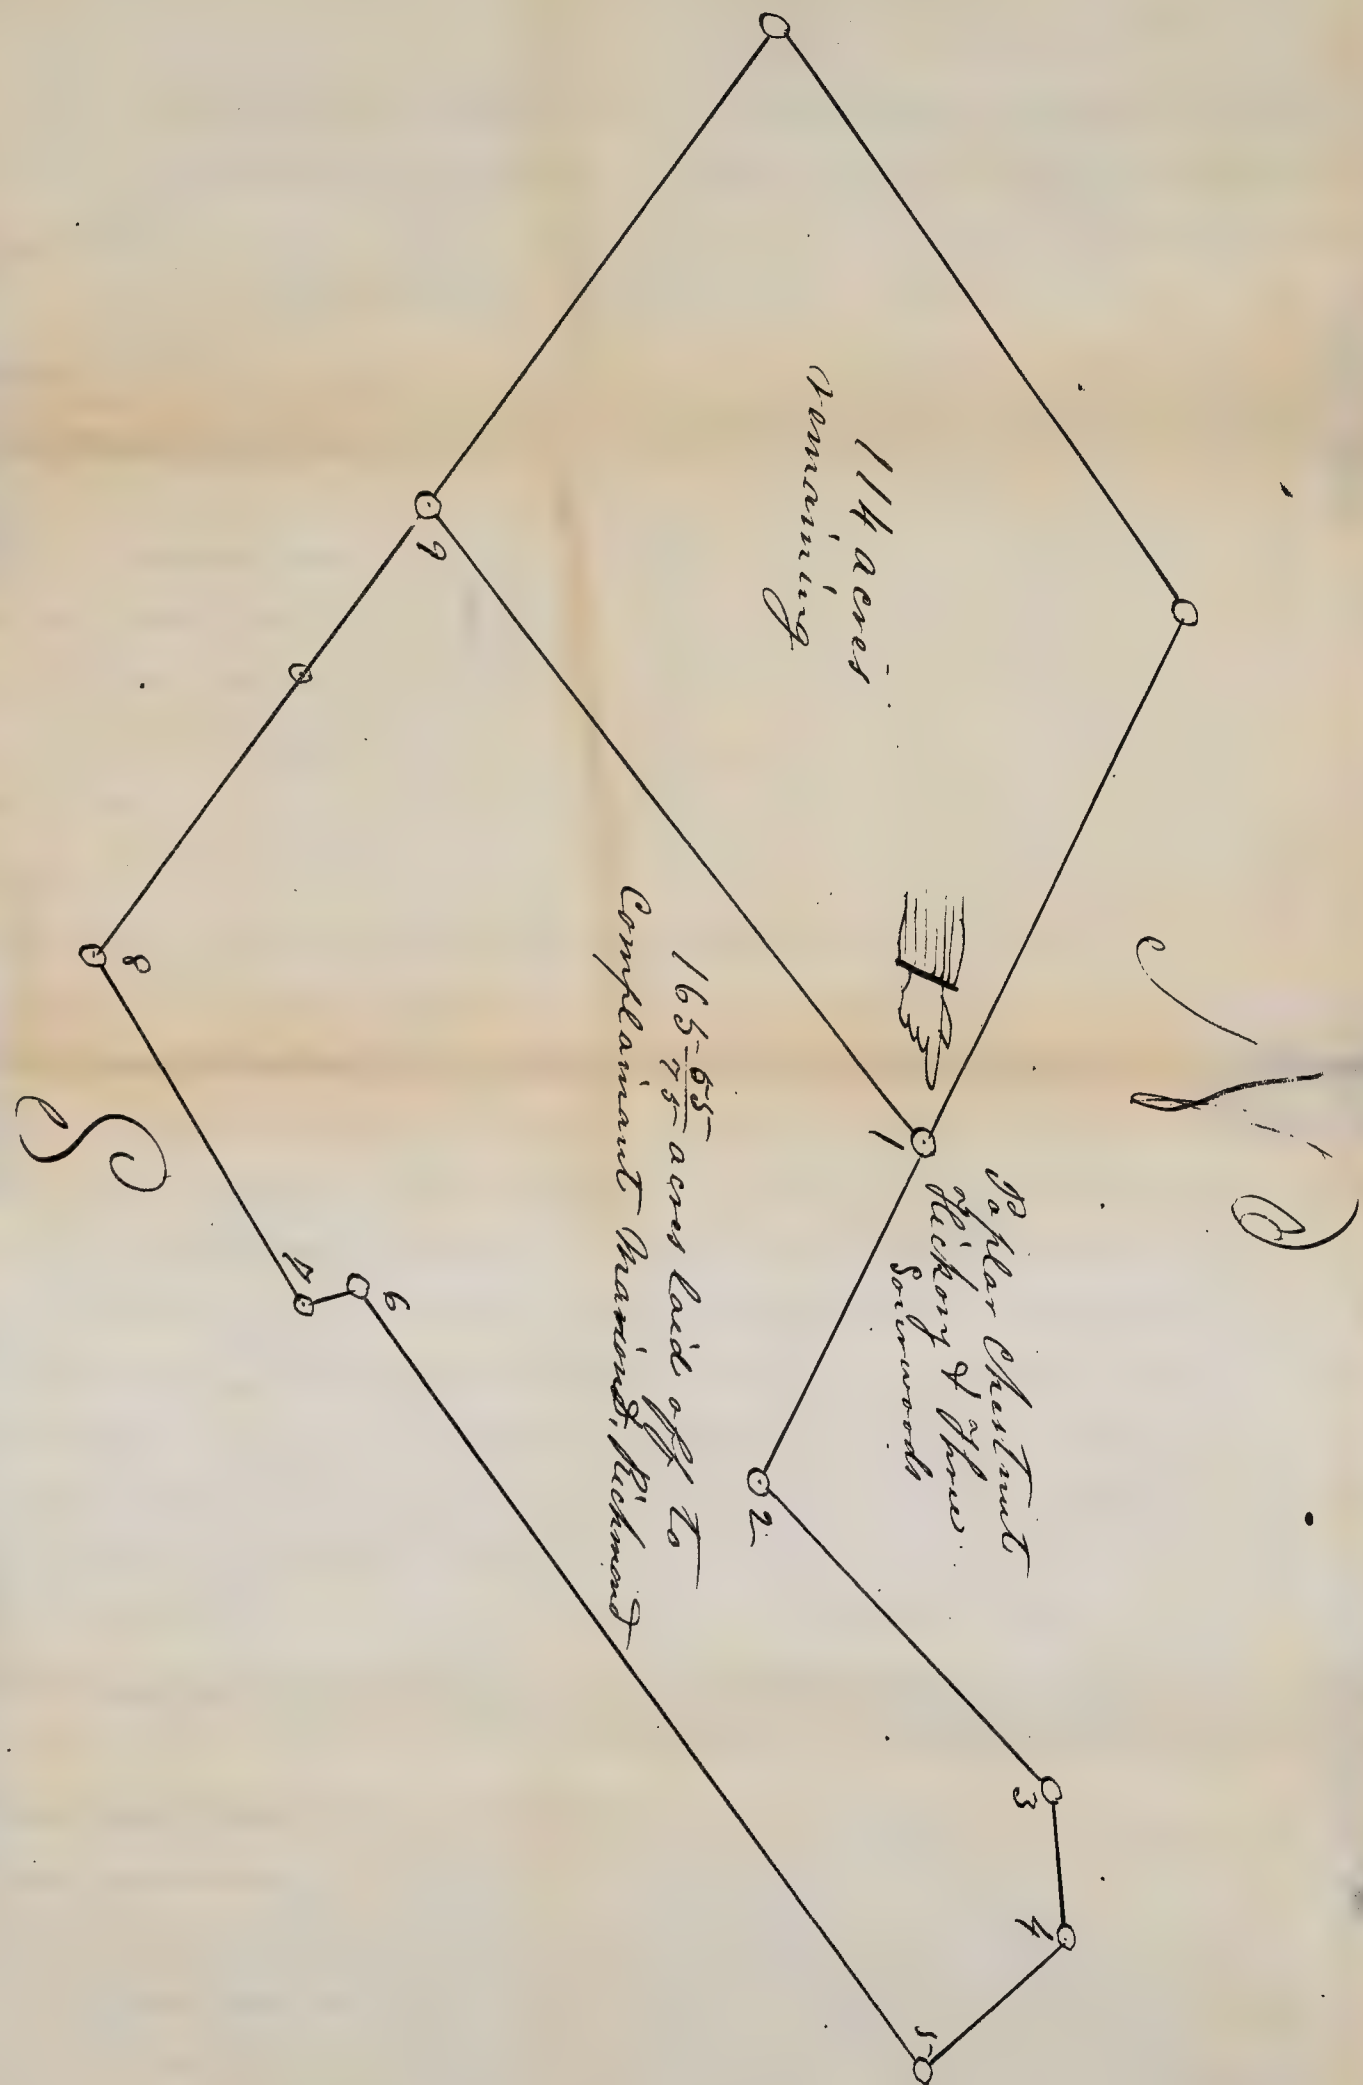 N
114 acres
remaining
Poplar Chestnut
Hickory & Three
Sourwoods
1
2
3
4
5
6
7
8
9
165 65/75 acres laid off to
Complainant Richmond
S